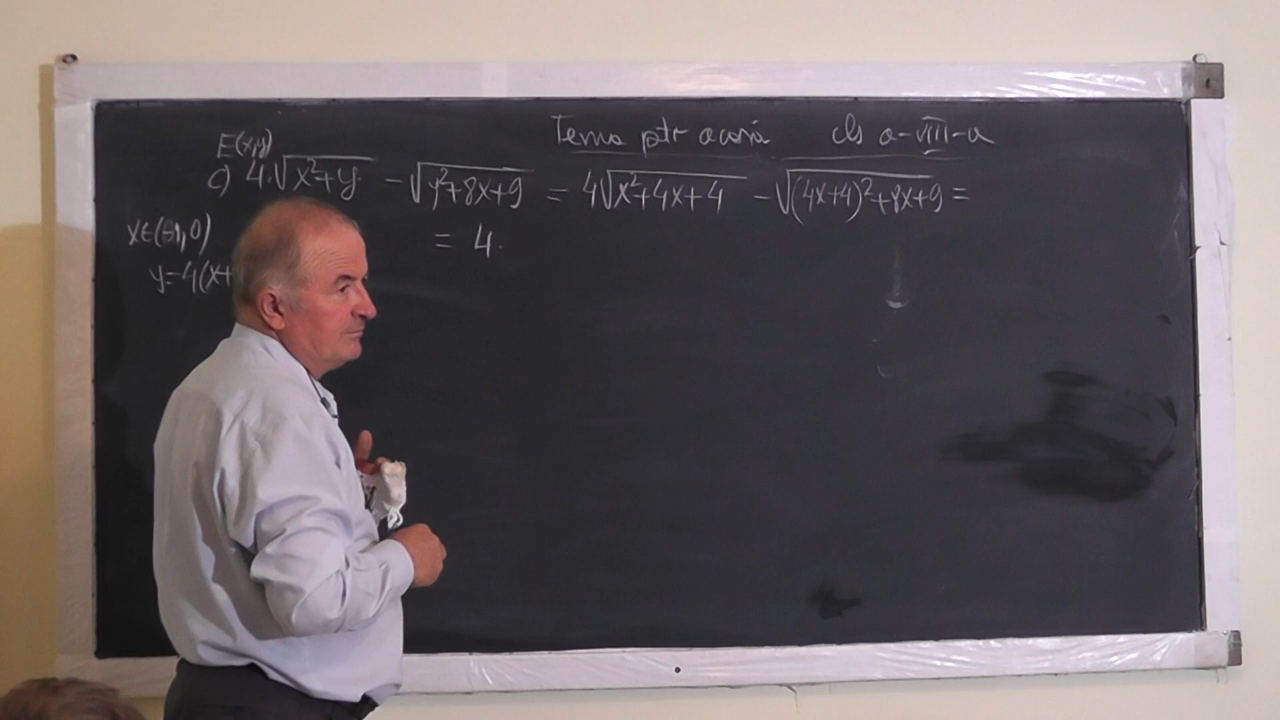 Tema ptr acasă cls a-VIII-a
E(x,y)
c) 4·√(x²+y) − √(y²+8x+9) = 4√(x²+4x+4) − √((4x+4)²+8x+9) =
x∈( ,0)
= 4
y=4(x+